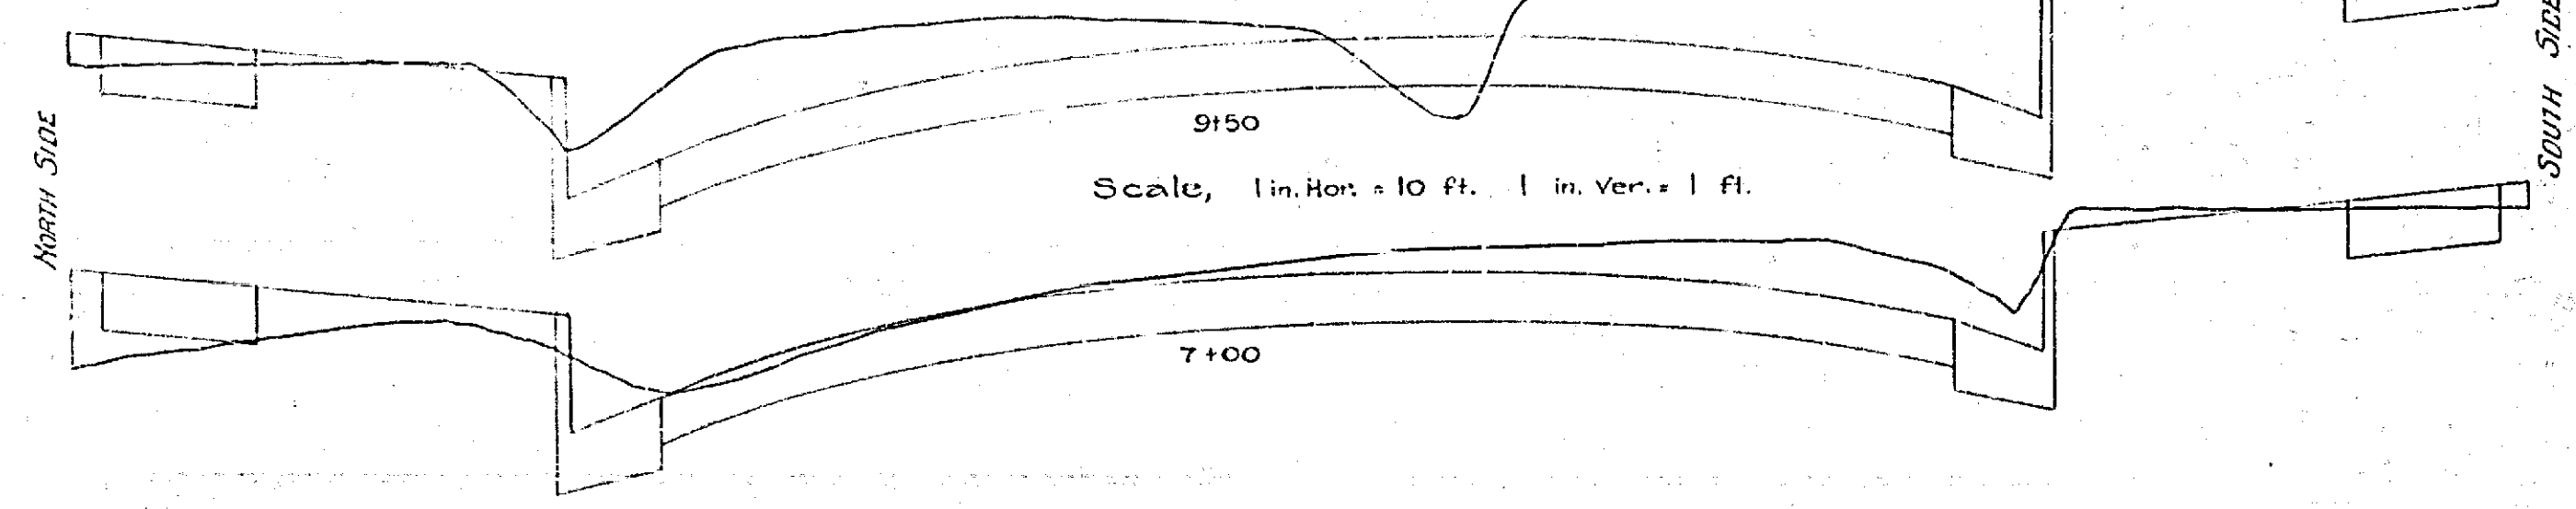 NORTH SIDE
SOUTH SIDE
9+50
Scale, 1 in. Hor. = 10 ft. 1 in. Ver. = 1 ft.
7+00